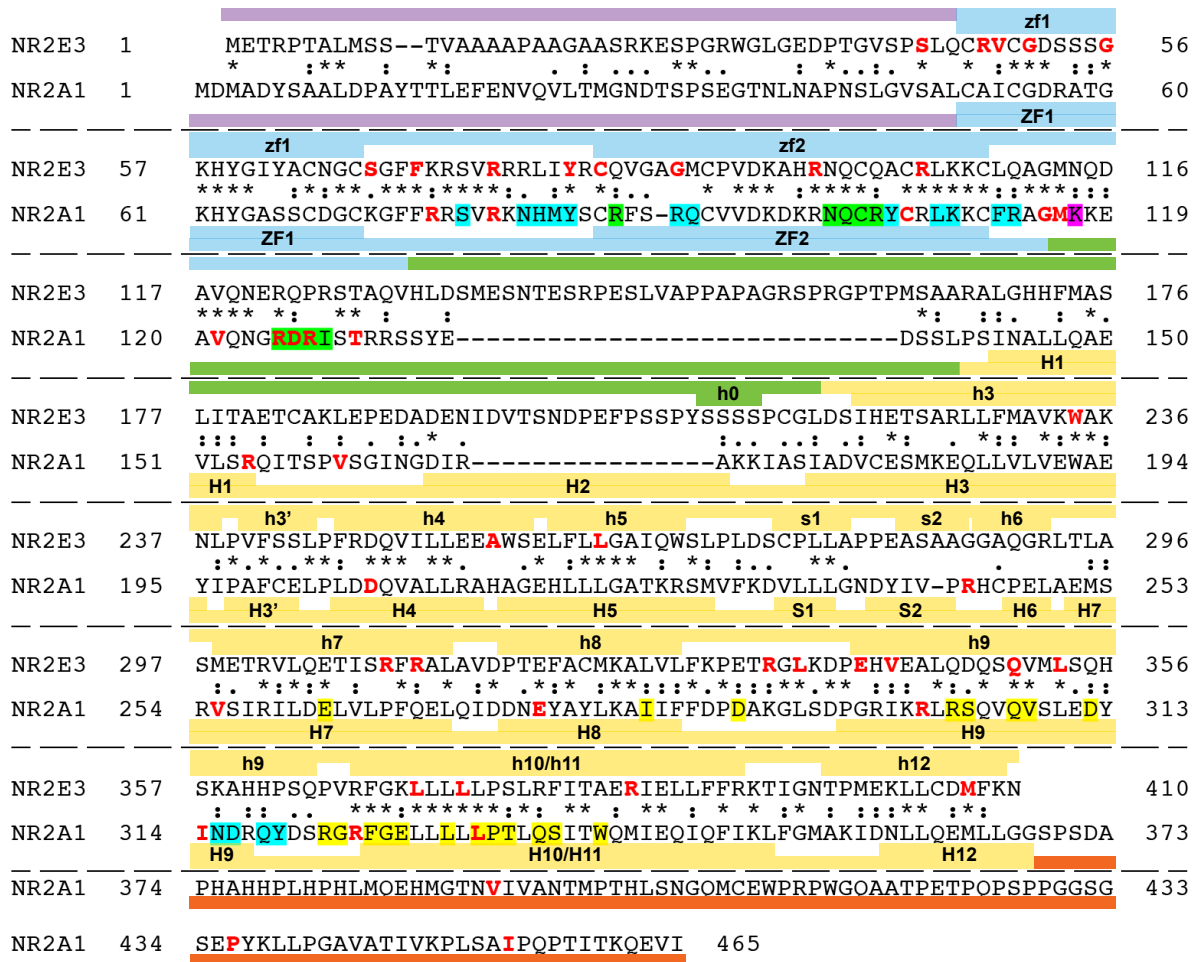 zf1
NR2E3 1 METRPTALMSS--TVAAAAPAAGAASRKESPGRWGLGEDPTGVSPSLQCRVCGDSSSG 56
* :** * : . : .. * *.. : *..: * * :*** ::*
NR2A1 1 MDMADYSAALDPAYTTLEFENVQVLTMGNDTSPSEGTNLNAPNSLGVSALCAICGDRATG 60
ZF1
zf1 zf2
NR2E3 57 KHYGIYACNGCSGFFKRSVRRRLIYRCQVGAGMCPVDKAHRNQCQACRLKKCLQAGMNQD 116
**** :*:** .***:***:. :* *:. * *** ***** ******:****::
NR2A1 61 KHYGASSCDGCKGFFRRSVRKNHMYSCRFS-RQCVVDKDKRNQCRYCRLKKCFRAGMKKE 119
ZF1 ZF2
NR2E3 117 AVQNERQPRSTAQVHLDSMESNTESRPESLVAPPAPAGRSPRGPTPMSAARALGHHFMAS 176
**** *: ** : *: :. :* *.
NR2A1 120 AVQNGRDRISTRRSSYE-----------------------------DSSLPSINALLQAE 150
H1
h0 h3
NR2E3 177 LITAETCAKLEPEDADENIDVTSNDPEFPSSPYSSSSPCGLDSIHETSARLLFMAVKWAK 236
::: : . :.* . :.. .: :*: . *::* *:**:
NR2A1 151 VLSRQITSPVSGINGDIR----------------AKKIASIADVCESMKEQLLVLVEWAE 194
H1 H2 H3
h3' h4 h5 s1 s2 h6
NR2E3 237 NLPVFSSLPFRDQVILLEEAWSELFLLGAIQWSLPLDSCPLLAPPEASAAGGAQGRLTLA 296
NR2A1 195 YIPAFCELPLDDQVALLRAHAGEHLLLGATKRSMVFKDVLLLGNDYIV-PRHCPELAEMS 253
H3' H4 H5 S1 S2 H6 H7
h7 h8 h9
NR2E3 297 SMETRVLQETISRFRALAVDPTEFACMKALVLFKPETRGLKDPEHVEALQDQSQVMLSQH 356
NR2A1 254 RVSIRILDELVLPFQELQIDDNEYAYLKAIIFFDPDAKGLSDPGRIKRLRSQVQVSLEDY 313
H7 H8 H9
h9 h10/h11 h12
NR2E3 357 SKAHHPSQPVRFGKLLLLLPSLRFITAERIELLFFRKTIGNTPMEKLLCDMFKN 410
NR2A1 314 INDRQYDSRGRFGELLLLLPTLQSITWQMIEQIQFIKLFGMAKIDNLLQEMLLGGSPSDA 373
H9 H10/H11 H12
NR2A1 374 PHAHHPLHPHLMOEHMGTNVIVANTMPTHLSNGOMCEWPRPWGOAATPETPOPSPPGGSG 433
NR2A1 434 SEPYKLLPGAVATIVKPLSAIPQPTITKQEVI 465